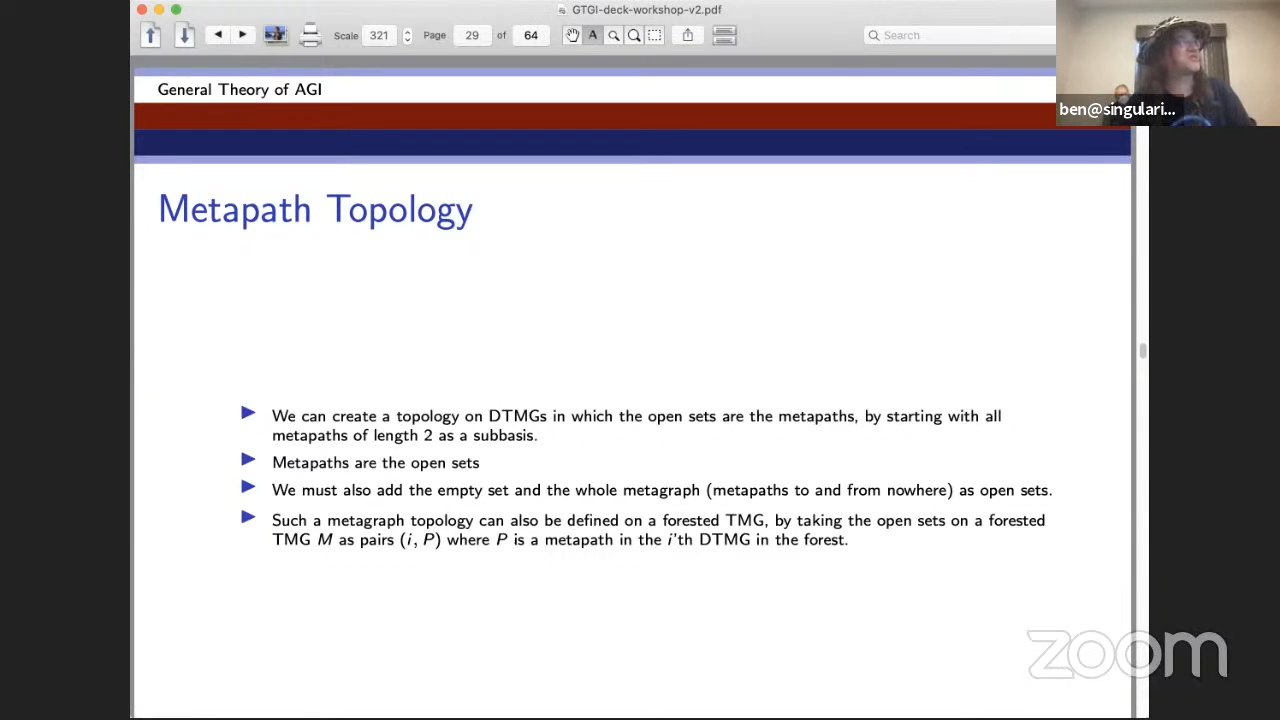 GTGI-deck-workshop-v2.pdf
Scale 321 Page 29 of 64 A Search
General Theory of AGI
ben@singulari...
Metapath Topology
We can create a topology on DTMGs in which the open sets are the metapaths, by starting with all
metapaths of length 2 as a subbasis.
Metapaths are the open sets
We must also add the empty set and the whole metagraph (metapaths to and from nowhere) as open sets.
Such a metagraph topology can also be defined on a forested TMG, by taking the open sets on a forested
TMG M as pairs (i, P) where P is a metapath in the i'th DTMG in the forest.
zoom